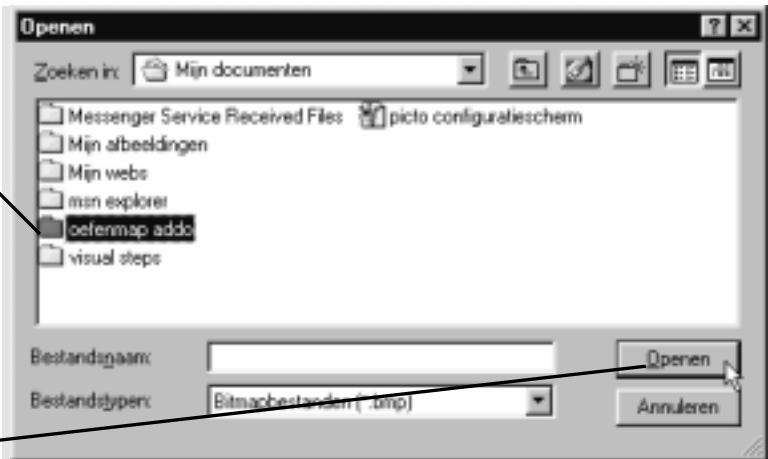 Openen
Zoeken in: Mijn documenten
Messenger Service Received Files picto configuratiescherm
Mijn afbeeldingen
Mijn webs
msn explorer
oefenmap addo
visual steps
Bestandsnaam: Openen
Bestandstypen: Bitmapbestanden (*.bmp) Annuleren